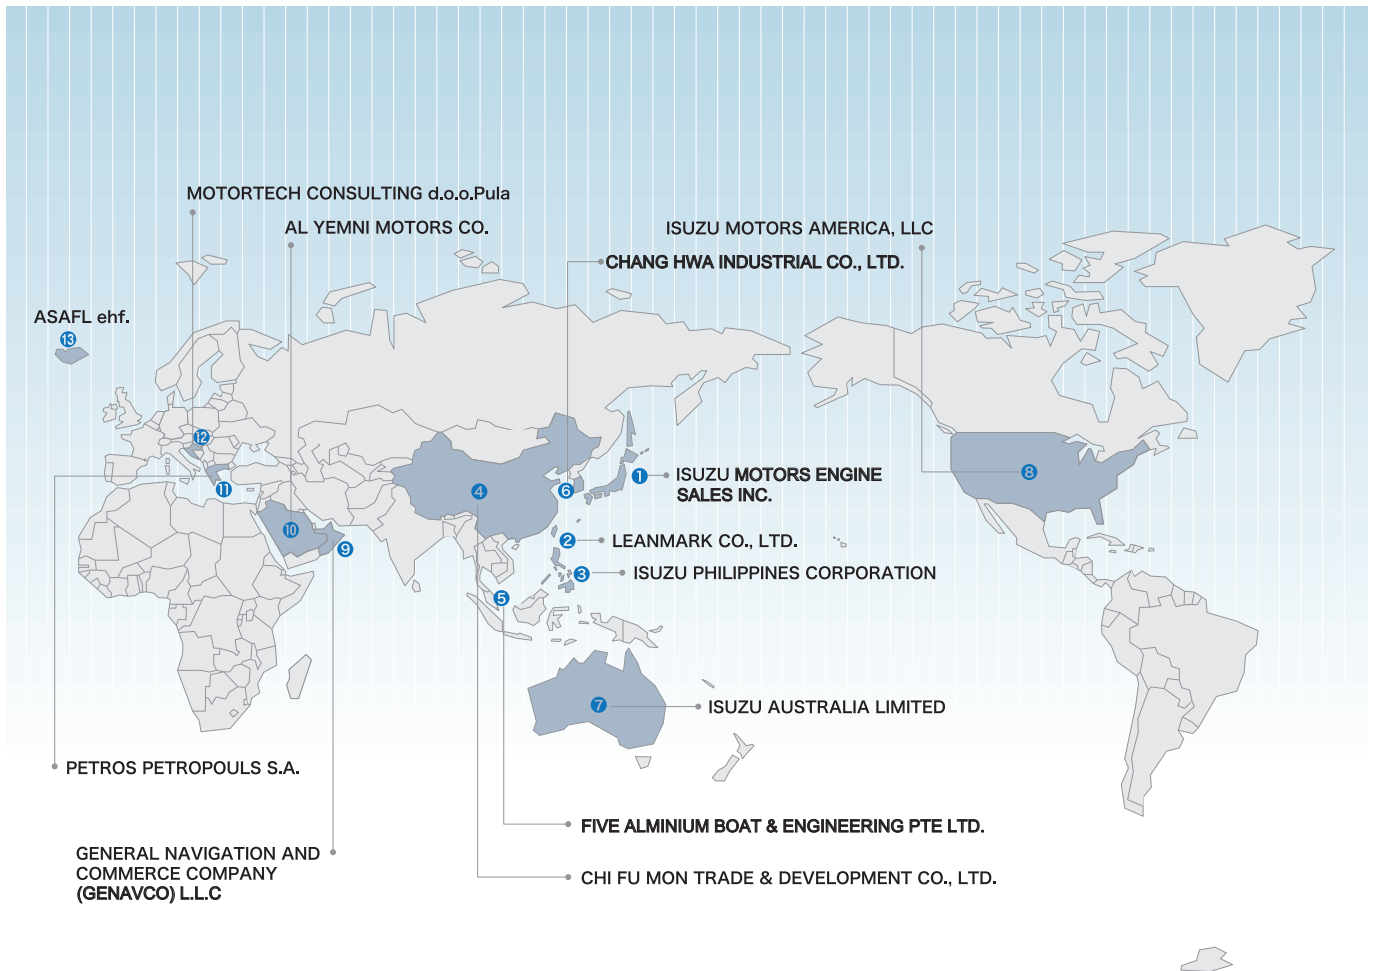 MOTORTECH CONSULTING d.o.o.Pula
AL YEMNI MOTORS CO.
ISUZU MOTORS AMERICA, LLC
CHANG HWA INDUSTRIAL CO., LTD.
ASAFL ehf.
13
12
8
1
ISUZU MOTORS ENGINE
SALES INC.
11
4
6
10
9
2
LEANMARK CO., LTD.
3
ISUZU PHILIPPINES CORPORATION
5
7
ISUZU AUSTRALIA LIMITED
PETROS PETROPOULS S.A.
FIVE ALMINIUM BOAT & ENGINEERING PTE LTD.
GENERAL NAVIGATION AND
COMMERCE COMPANY
(GENAVCO) L.L.C
CHI FU MON TRADE & DEVELOPMENT CO., LTD.